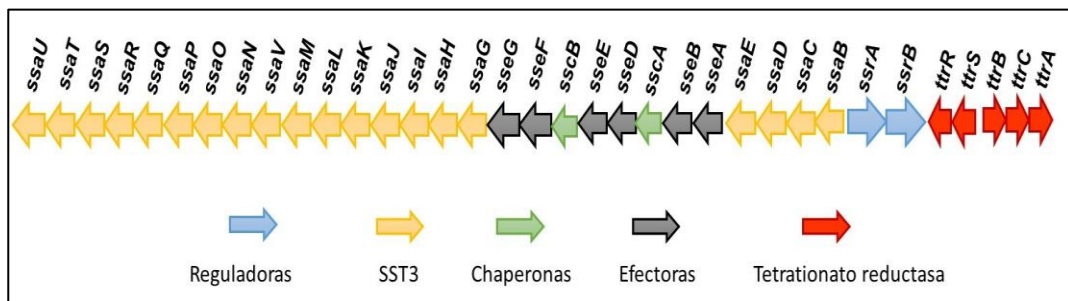 ssaU ssaT ssaS ssaR ssaQ ssaP ssaO ssaN ssaV ssaM ssaL ssaK ssaJ ssaI ssaH ssaG sseG sseF sscB sseE sseD sscA sseB sseA ssaE ssaD ssaC ssaB ssrA ssrB ttrR ttrS ttrB ttrC ttrA
Reguladoras SST3 Chaperonas Efectoras Tetrationato reductasa